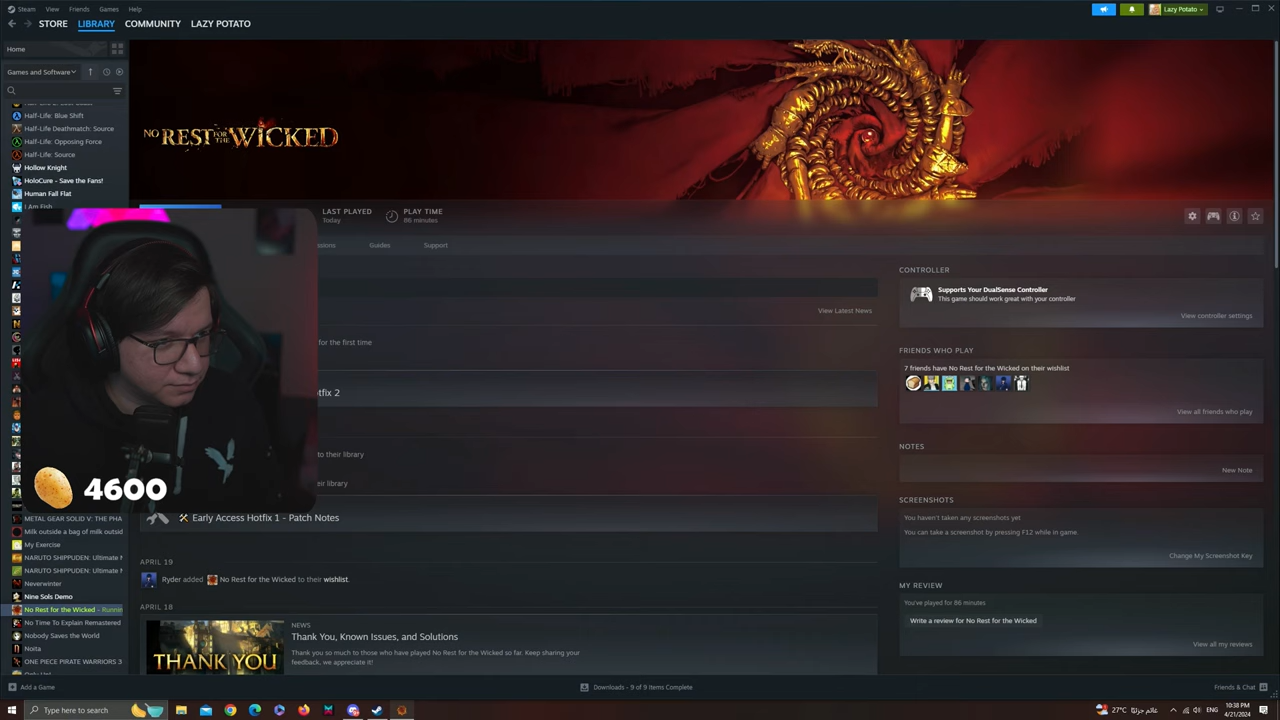 Steam View Friends Games Help
Lazy Potato
STORE LIBRARY COMMUNITY LAZY POTATO
Home
Games and Software
Half-Life: Blue Shift
Half-Life Deathmatch: Source
Half-Life: Opposing Force
Half-Life: Source
Hollow Knight
HoloCure - Save the Fans!
Human Fall Flat
I Am Fish
NO REST FOR THE WICKED
LAST PLAYED
Today
PLAY TIME
86 minutes
Guides Support
View Latest News
for the first time
tfix 2
to their library
eir library
Early Access Hotfix 1 - Patch Notes
APRIL 19
Ryder added No Rest for the Wicked to their wishlist.
APRIL 18
THANK YOU
NEWS
Thank You, Known Issues, and Solutions
Thank you so much to those who have played No Rest for the Wicked so far. Keep sharing your
feedback, we appreciate it!
CONTROLLER
Supports Your DualSense Controller
This game should work great with your controller
View controller settings
FRIENDS WHO PLAY
7 friends have No Rest for the Wicked on their wishlist
View all friends who play
NOTES
New Note
SCREENSHOTS
You haven't taken any screenshots yet
You can take a screenshot by pressing F12 while in game.
Change My Screenshot Key
MY REVIEW
You've played for 86 minutes
Write a review for No Rest for the Wicked
View all my reviews
4600
METAL GEAR SOLID V: THE PHA
Milk outside a bag of milk outsid
My Exercise
NARUTO SHIPPUDEN: Ultimate N
NARUTO SHIPPUDEN: Ultimate N
Neverwinter
Nine Sols Demo
No Rest for the Wicked - Runnin
No Time To Explain Remastered
Nobody Saves the World
Noita
ONE PIECE PIRATE WARRIORS 3
Add a Game
Downloads - 9 of 9 Items Complete
Friends & Chat
Type here to search
27°C غائم جزئيًا
ENG
10:38 PM
4/21/2024